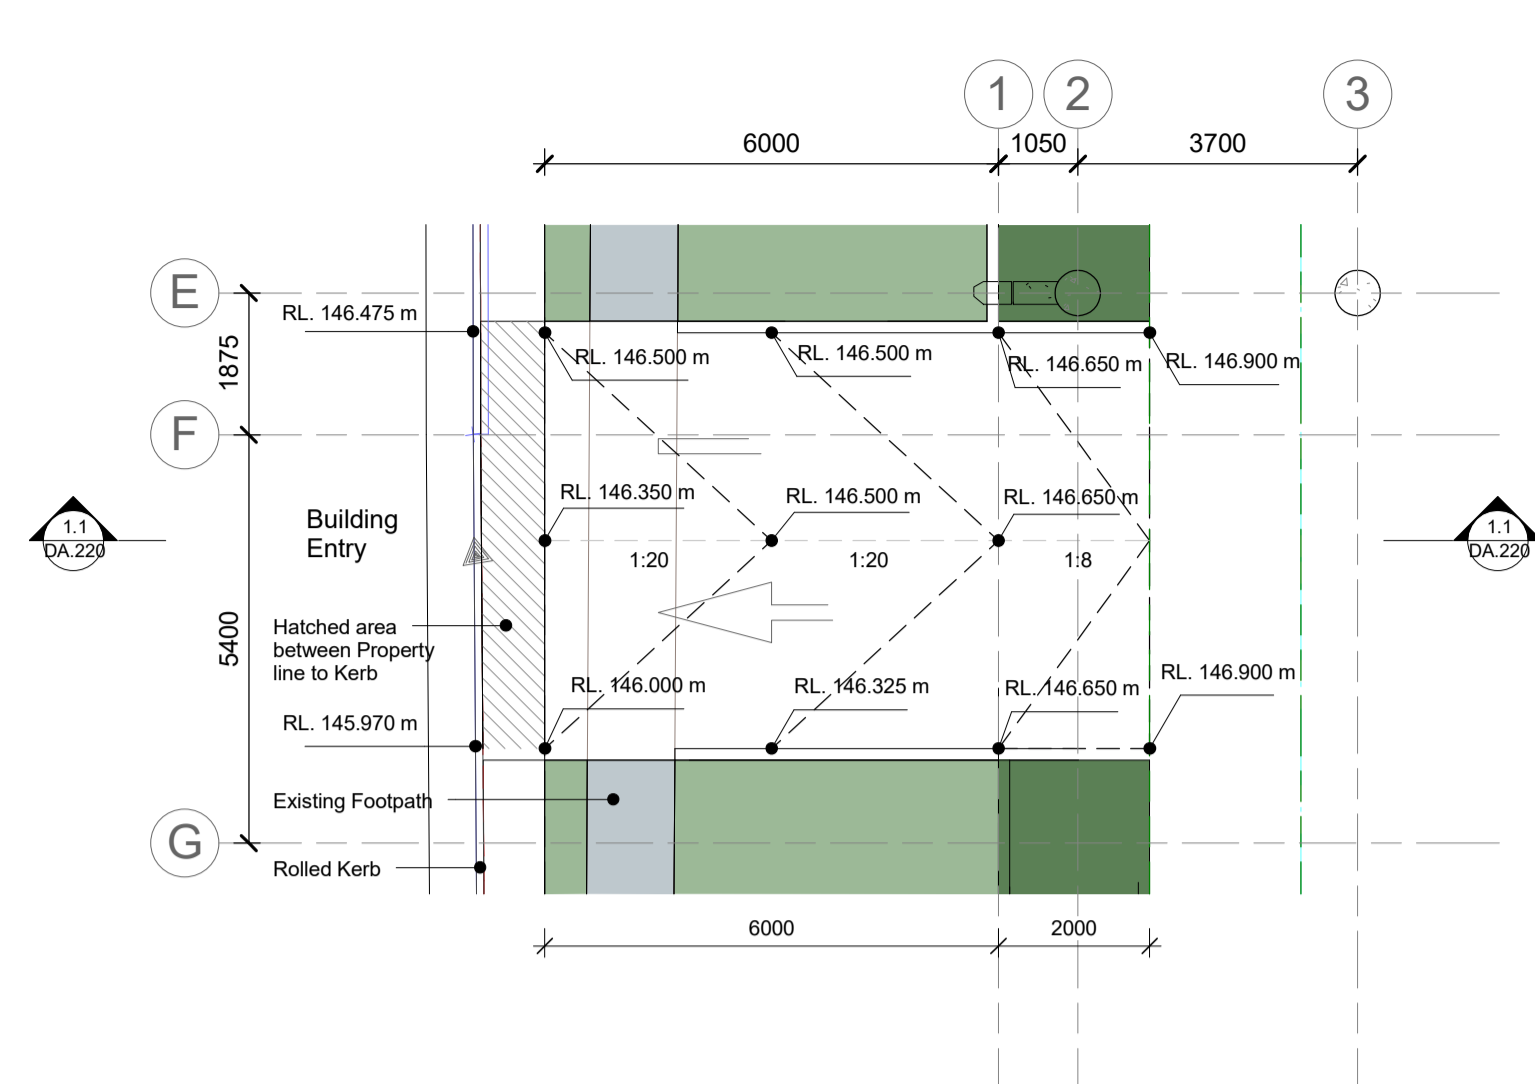 1
2
3
6000
1050
3700
E
RL. 146.475 m
1875
RL. 146.500 m
RL. 146.500 m
RL. 146.650 m
RL. 146.900 m
F
RL. 146.350 m
RL. 146.500 m
RL. 146.650 m
1.1
DA.220
Building
Entry
1:20
1:20
1:8
1.1
DA.220
5400
Hatched area
between Property
line to Kerb
RL. 146.000 m
RL. 146.325 m
RL. 146.650 m
RL. 146.900 m
RL. 145.970 m
Existing Footpath
G
Rolled Kerb
6000
2000